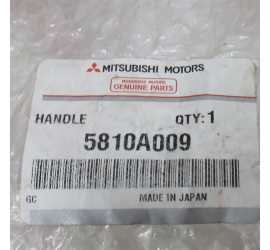 MITSUBISHI MOTORS
GENUINE PARTS
HANDLE QTY:1
5810A009
GC MADE IN JAPAN